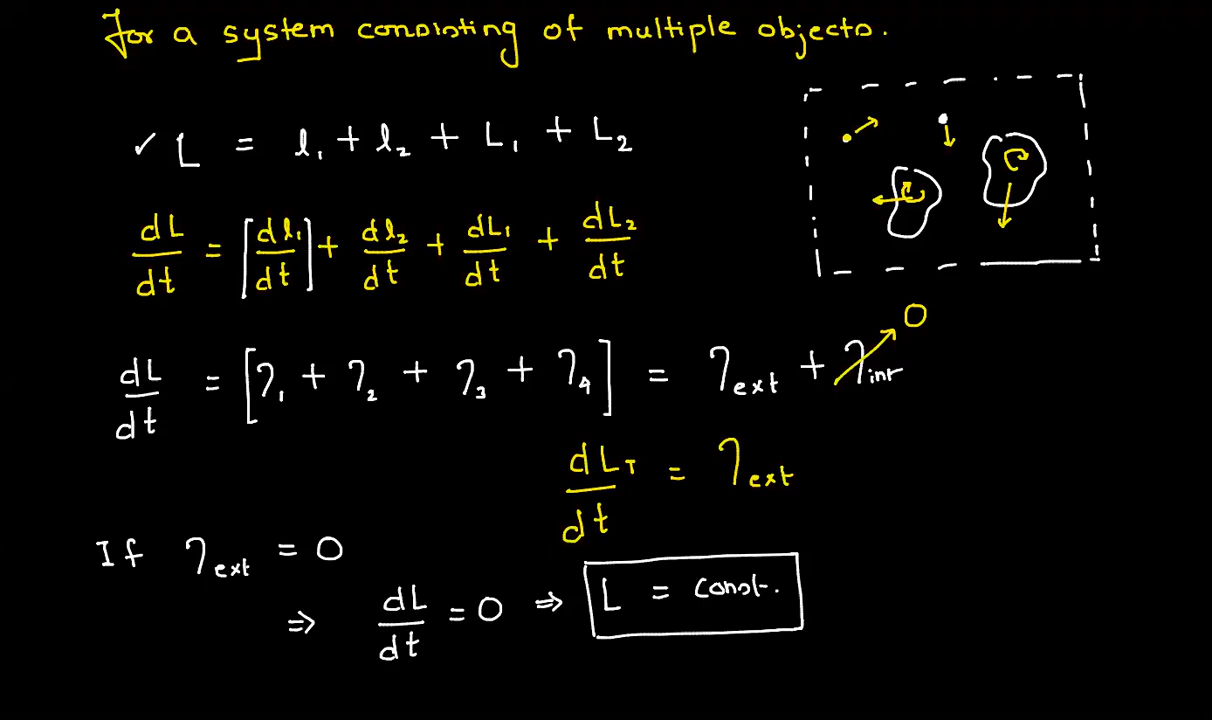 For a system consisting of multiple objects.
✓ L = l₁ + l₂ + L₁ + L₂
dL/dt = [dl₁/dt] + dl₂/dt + dL₁/dt + dL₂/dt
dL/dt = [τ₁ + τ₂ + τ₃ + τ₄] = τext + τint → 0
dL_T/dt = τext
If τext = 0
⇒ dL/dt = 0 ⇒ L = const.